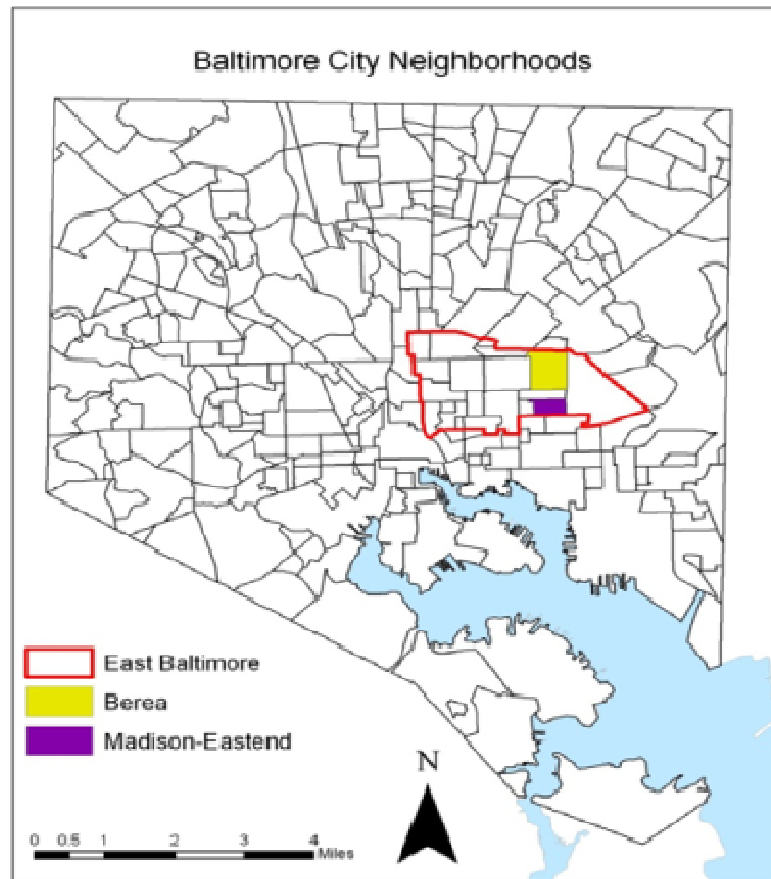 Baltimore City Neighborhoods
East Baltimore
Berea
Madison-Eastend
N
0 0.5 1 2 3 4
Miles